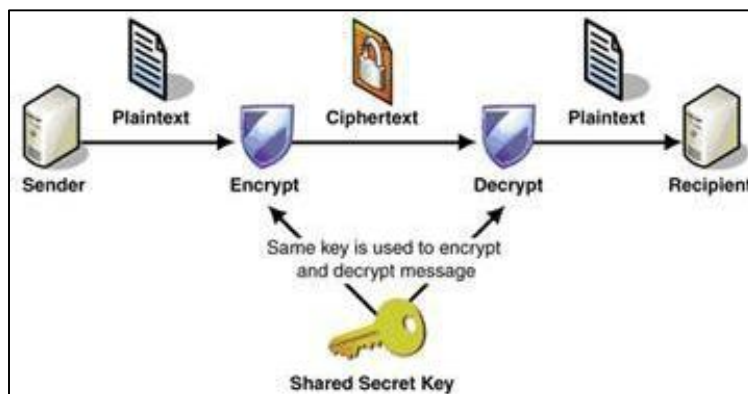 Plaintext
Ciphertext
Plaintext
Sender
Encrypt
Decrypt
Recipient
Same key is used to encrypt
and decrypt message
Shared Secret Key